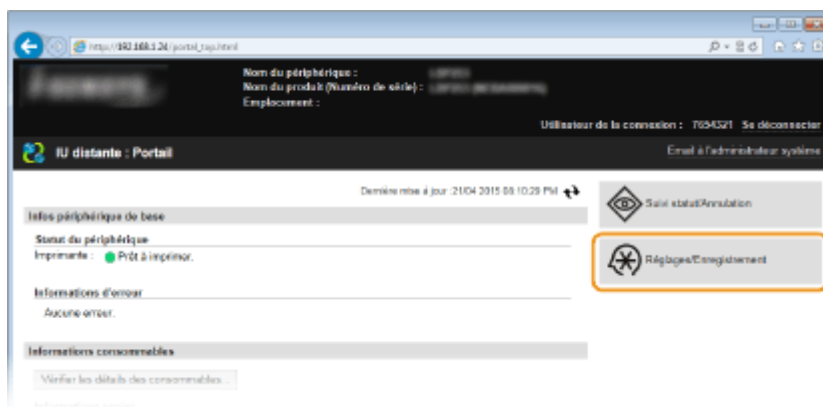 http://192.168.1.24/portal_top.html
Nom du périphérique :
Nom du produit (Numéro de série) :
Emplacement :
Utilisateur de la connexion : 7654321 Se déconnecter
IU distante : Portail
Email à l'administrateur système
Dernière mise à jour :21/04 2015 08:10:29 PM
Infos périphérique de base
Statut du périphérique
Imprimante : Prêt à imprimer.
Informations d'erreur
Aucune erreur.
Informations consommables
Vérifier les détails des consommables...
Suivi statut/Annulation
Réglages/Enregistrement